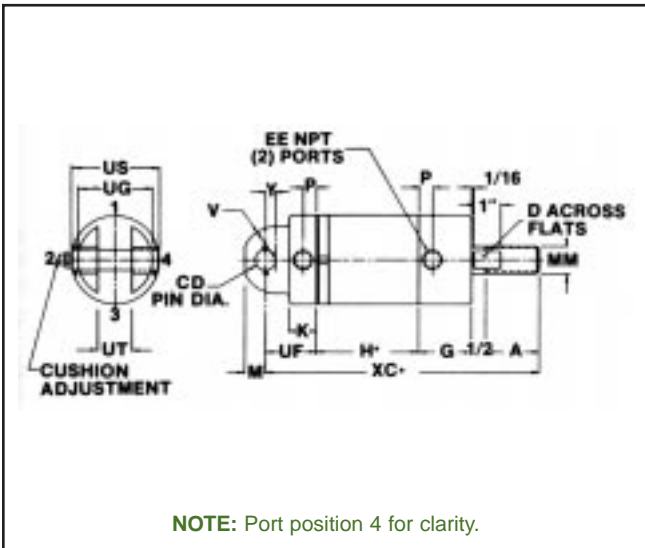 US
UG
1
2
4
3
UT
CUSHION
ADJUSTMENT
EE NPT
(2) PORTS
Y
P
V
CD
PIN DIA.
P
1/16
1"
D ACROSS
FLATS
MM
K
UF
H+
G
1/2
A
M
XC+
NOTE: Port position 4 for clarity.